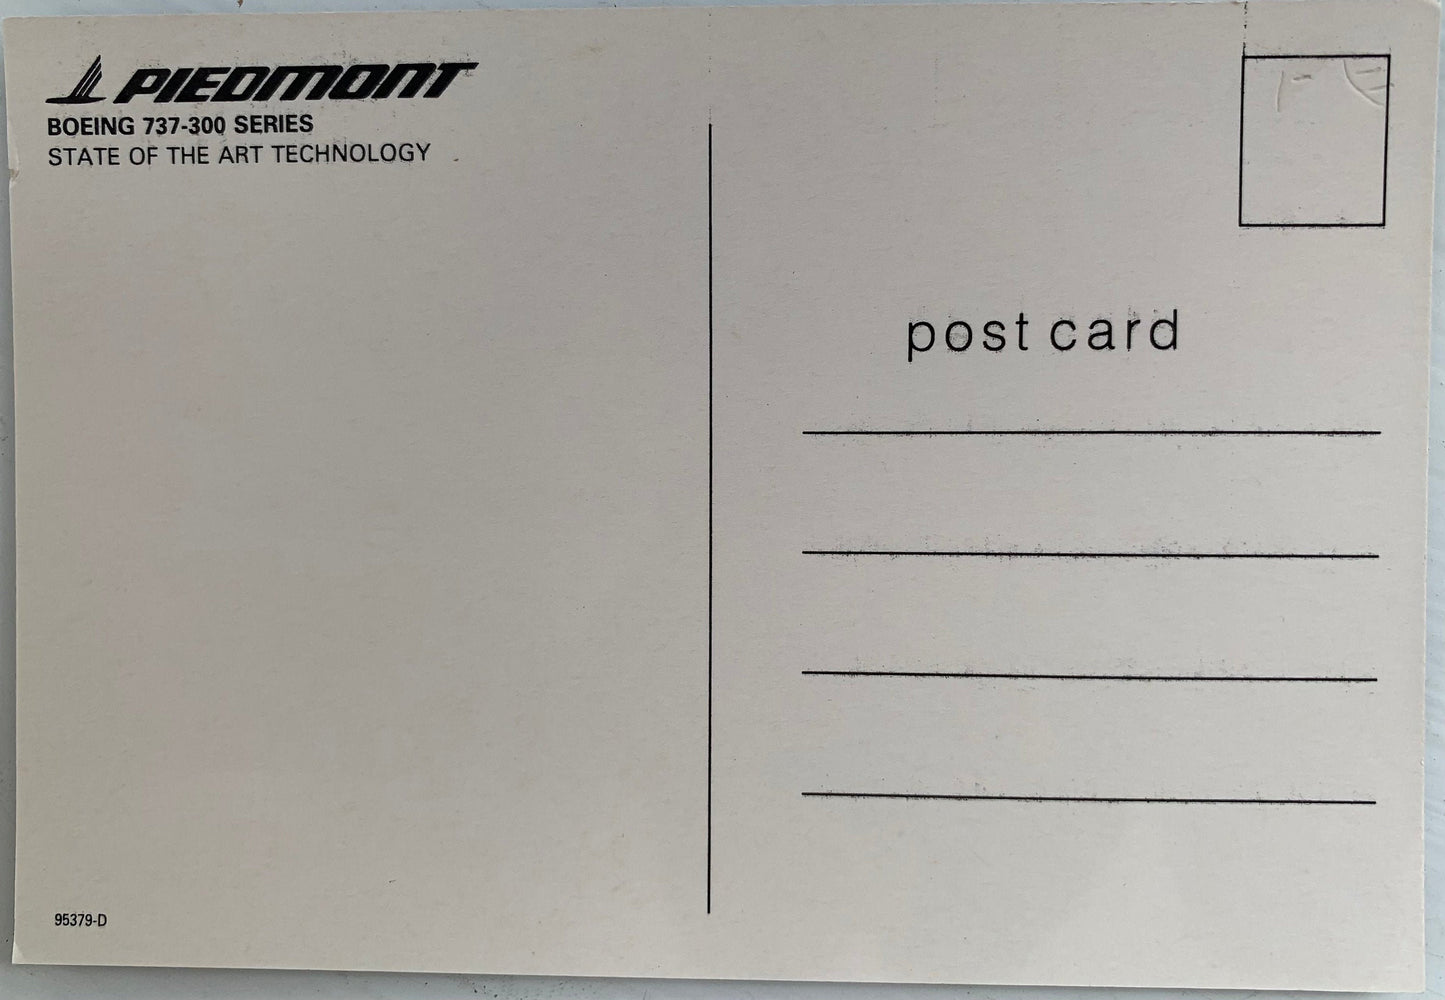 PIEDMONT
BOEING 737-300 SERIES
STATE OF THE ART TECHNOLOGY
post card
95379-D